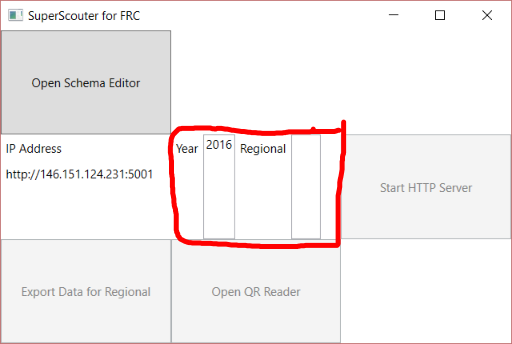 SuperScouter for FRC
Open Schema Editor
IP Address
http://146.151.124.231:5001
Year 2016 Regional
Start HTTP Server
Export Data for Regional
Open QR Reader